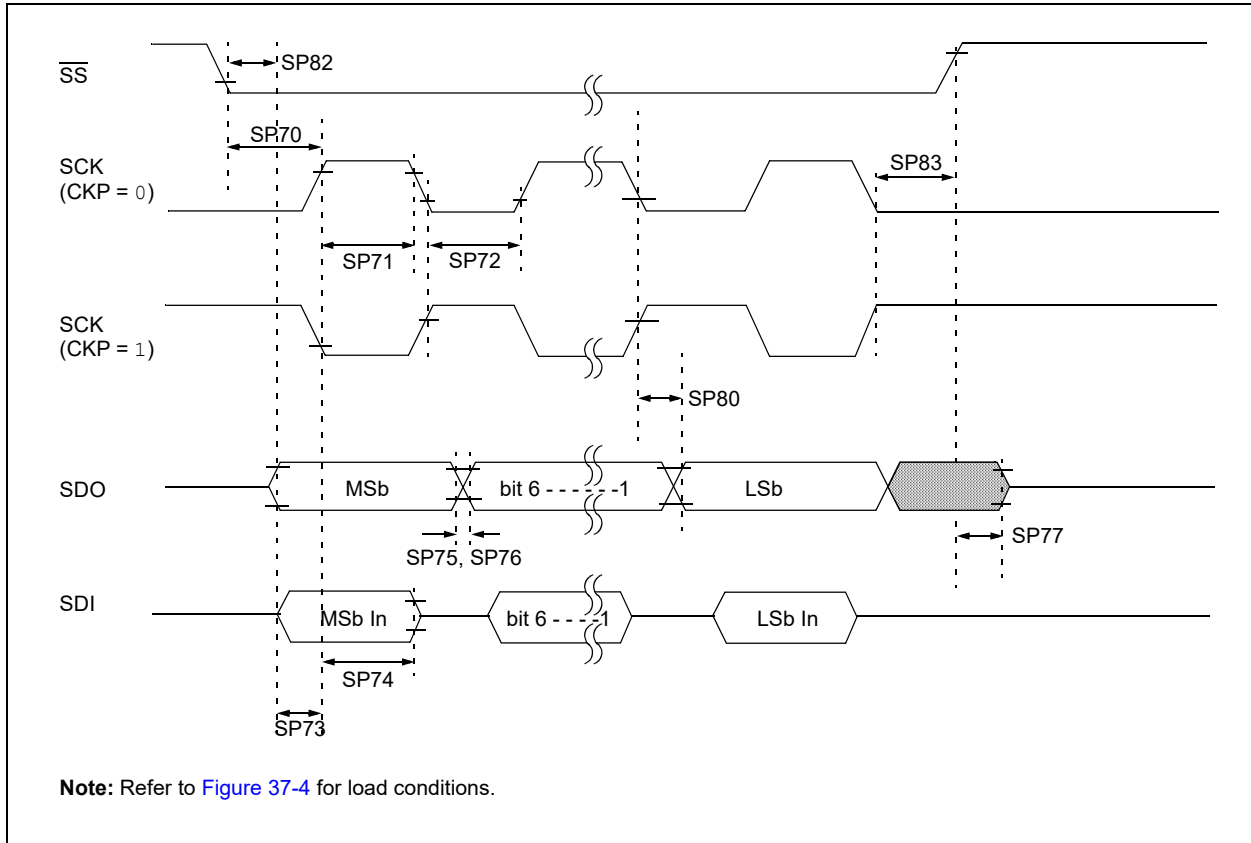 SS
SP82
SP70
SCK
(CKP = 0)
SP83
SP71
SP72
SCK
(CKP = 1)
SP80
SDO
MSb
bit 6 - - - - - -1
LSb
SP75, SP76
SP77
SDI
MSb In
bit 6 - - - -1
LSb In
SP74
SP73
Note: Refer to Figure 37-4 for load conditions.